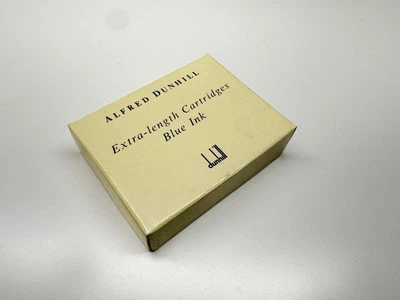 ALFRED DUNHILL
Extra-length Cartridges
Blue Ink
dunhill